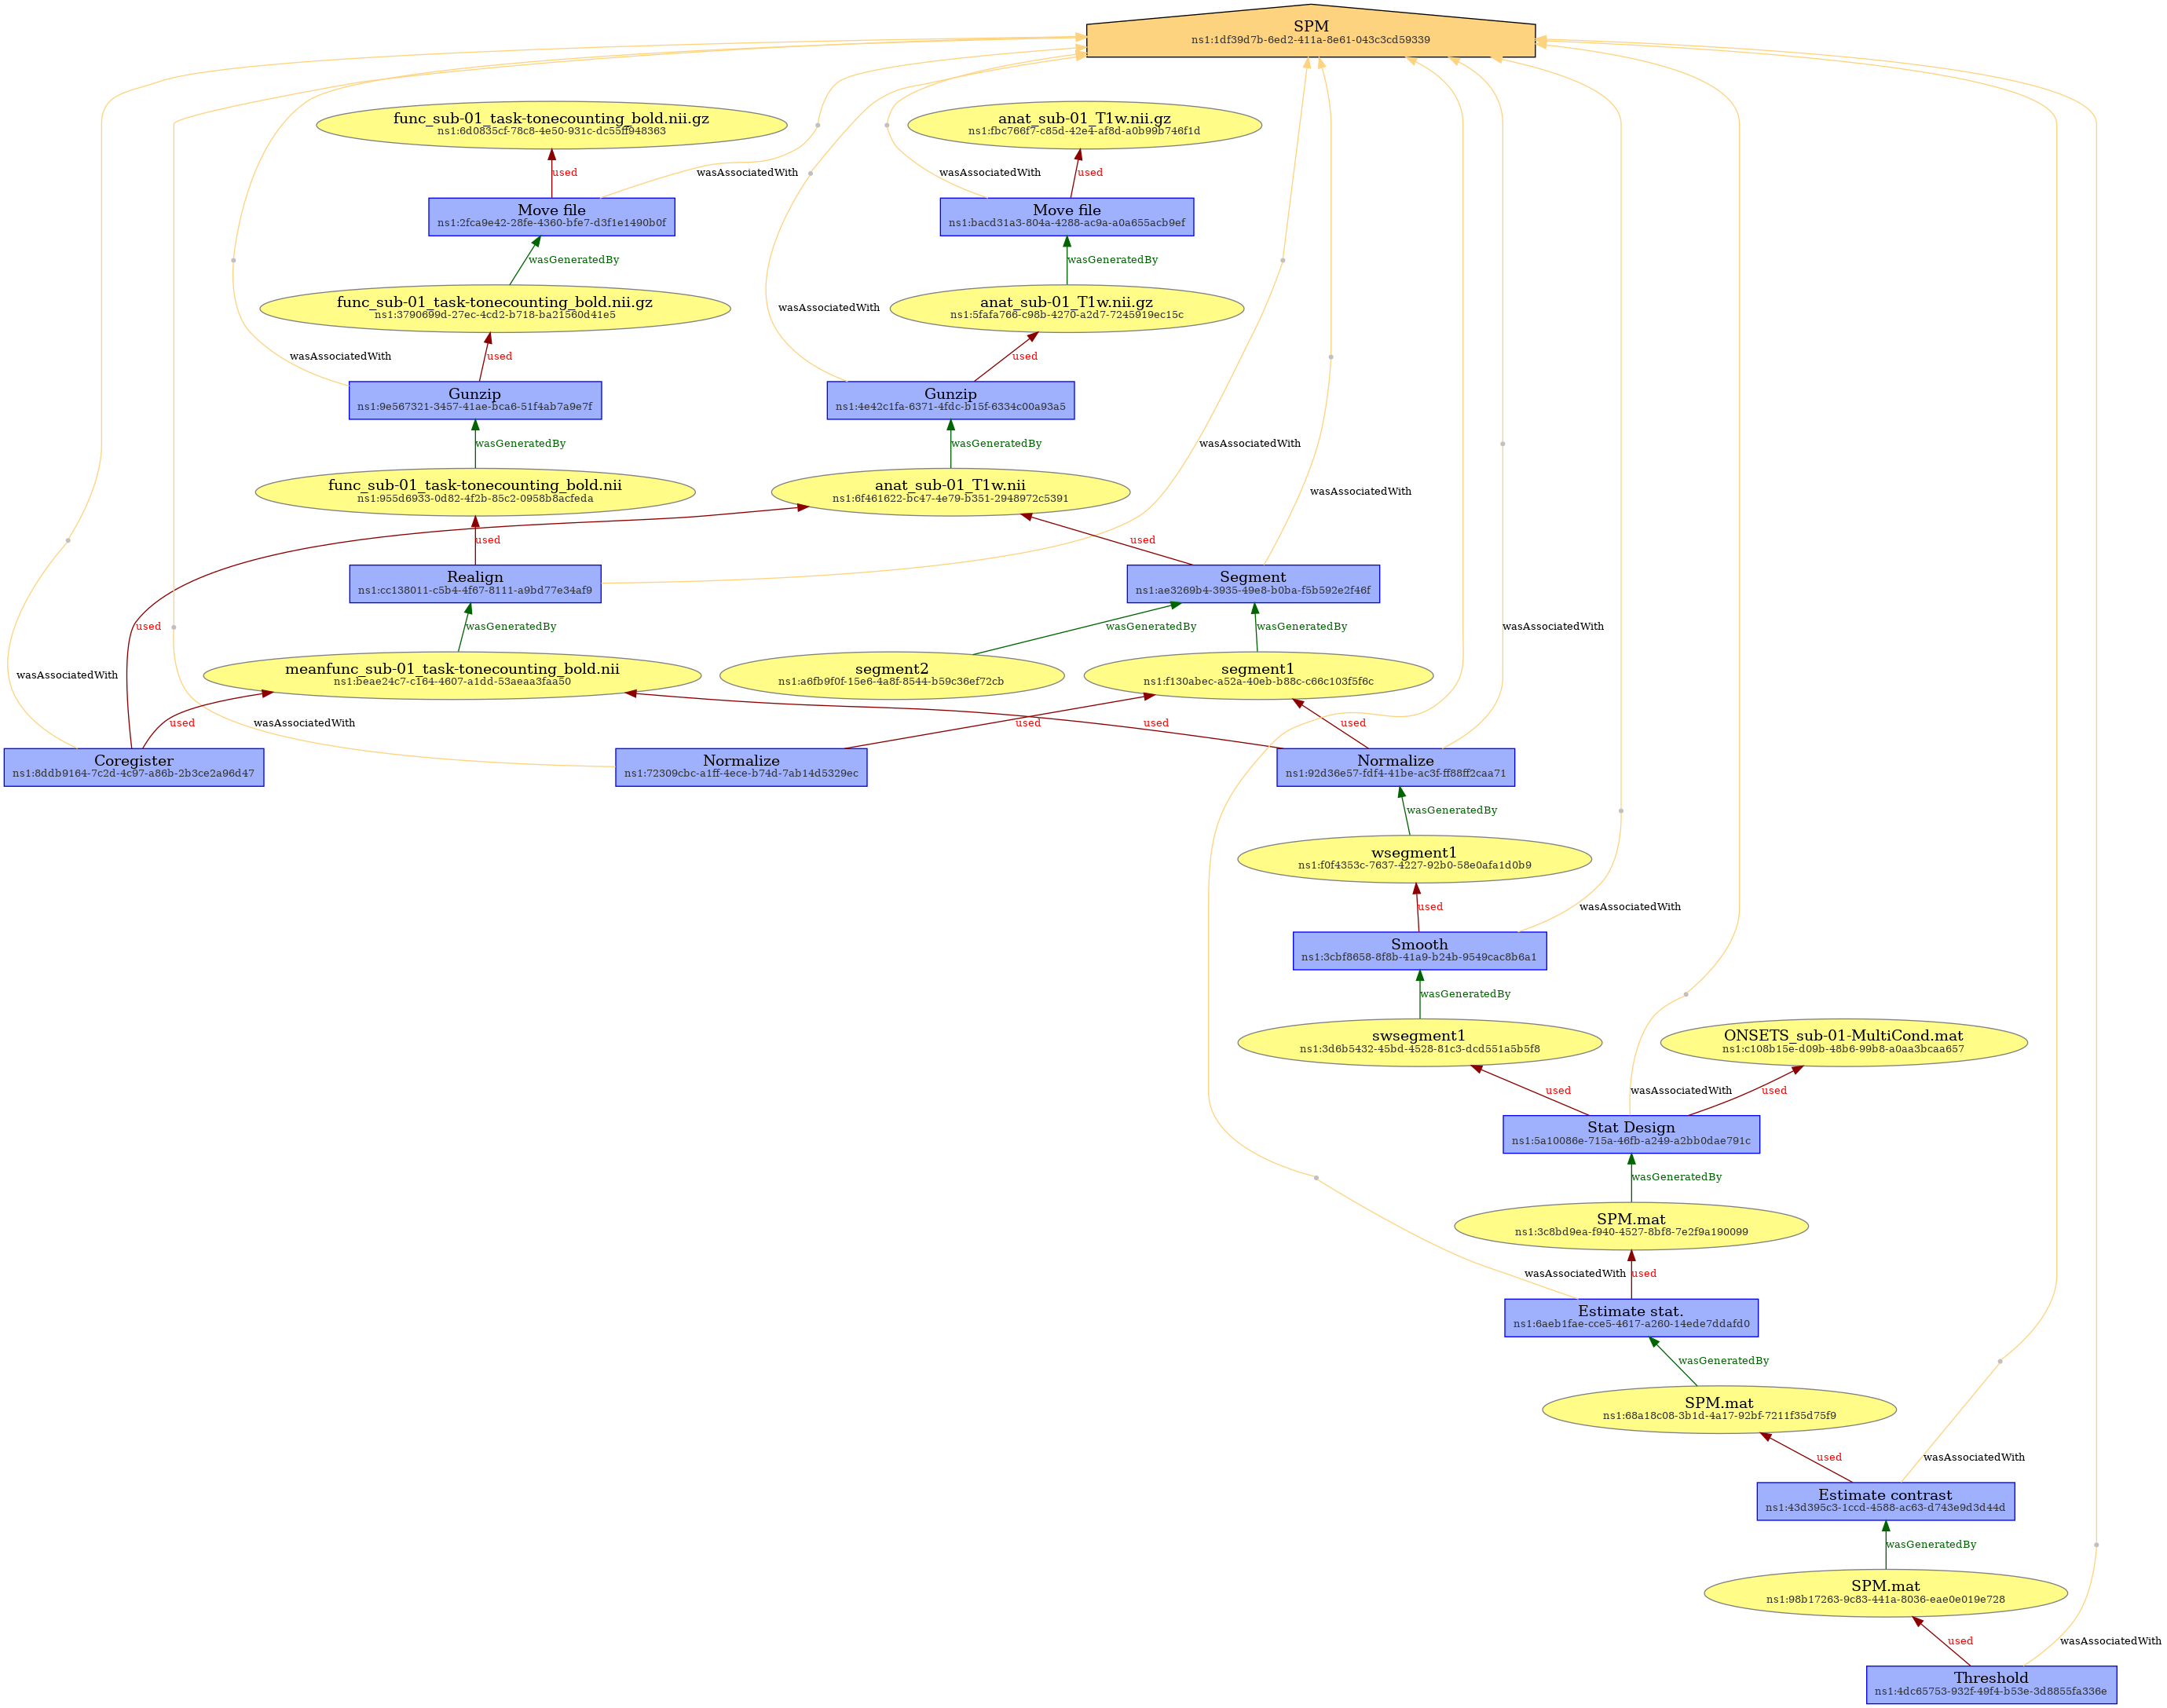 SPM
ns1:1df39d7b-6ed2-411a-8e61-043c3cd59339
func_sub-01_task-tonecounting_bold.nii.gz
ns1:6d0835cf-78c8-4e50-931c-dc55ff948363
anat_sub-01_T1w.nii.gz
ns1:fbc766f7-c85d-42e4-af8d-a0b99b746f1d
used
wasAssociatedWith
wasAssociatedWith
used
Move file
ns1:2fca9e42-28fe-4360-bfe7-d3f1e1490b0f
Move file
ns1:bacd31a3-804a-4288-ac9a-a0a655acb9ef
wasGeneratedBy
wasGeneratedBy
func_sub-01_task-tonecounting_bold.nii.gz
ns1:3790699d-27ec-4cd2-b718-ba21560d41e5
wasAssociatedWith
anat_sub-01_T1w.nii.gz
ns1:5fafa766-c98b-4270-a2d7-7245919ec15c
wasAssociatedWith
used
used
Gunzip
ns1:9e567321-3457-41ae-bca6-51f4ab7a9e7f
Gunzip
ns1:4e42c1fa-6371-4fdc-b15f-6334c00a93a5
wasGeneratedBy
wasGeneratedBy
wasAssociatedWith
func_sub-01_task-tonecounting_bold.nii
ns1:955d6933-0d82-4f2b-85c2-0958b8acfeda
anat_sub-01_T1w.nii
ns1:6f461622-bc47-4e79-b351-2948972c5391
wasAssociatedWith
used
used
Realign
ns1:cc138011-c5b4-4f67-8111-a9bd77e34af9
Segment
ns1:ae3269b4-3935-49e8-b0ba-f5b592e2f46f
used
wasGeneratedBy
wasGeneratedBy
wasGeneratedBy
wasAssociatedWith
wasAssociatedWith
meanfunc_sub-01_task-tonecounting_bold.nii
ns1:beae24c7-c164-4607-a1dd-53aeaa3faa50
segment2
ns1:a6fb9f0f-15e6-4a8f-8544-b59c36ef72cb
segment1
ns1:f130abec-a52a-40eb-b88c-c66c103f5f6c
used
wasAssociatedWith
used
used
used
Coregister
ns1:8ddb9164-7c2d-4c97-a86b-2b3ce2a96d47
Normalize
ns1:72309cbc-a1ff-4ece-b74d-7ab14d5329ec
Normalize
ns1:92d36e57-fdf4-41be-ac3f-ff88ff2caa71
wasGeneratedBy
wsegment1
ns1:f0f4353c-7637-4227-92b0-58e0afa1d0b9
used
wasAssociatedWith
Smooth
ns1:3cbf8658-8f8b-41a9-b24b-9549cac8b6a1
wasGeneratedBy
swsegment1
ns1:3d6b5432-45bd-4528-81c3-dcd551a5b5f8
ONSETS_sub-01-MultiCond.mat
ns1:c108b15e-d09b-48b6-99b8-a0aa3bcaa657
used
wasAssociatedWith
used
Stat Design
ns1:5a10086e-715a-46fb-a249-a2bb0dae791c
wasGeneratedBy
SPM.mat
ns1:3c8bd9ea-f940-4527-8bf8-7e2f9a190099
wasAssociatedWith
used
Estimate stat.
ns1:6aeb1fae-cce5-4617-a260-14ede7ddafd0
wasGeneratedBy
SPM.mat
ns1:68a18c08-3b1d-4a17-92bf-7211f35d75f9
used
wasAssociatedWith
Estimate contrast
ns1:43d395c3-1ccd-4588-ac63-d743e9d3d44d
wasGeneratedBy
SPM.mat
ns1:98b17263-9c83-441a-8036-eae0e019e728
used
wasAssociatedWith
Threshold
ns1:4dc65753-932f-49f4-b53e-3d8855fa336e